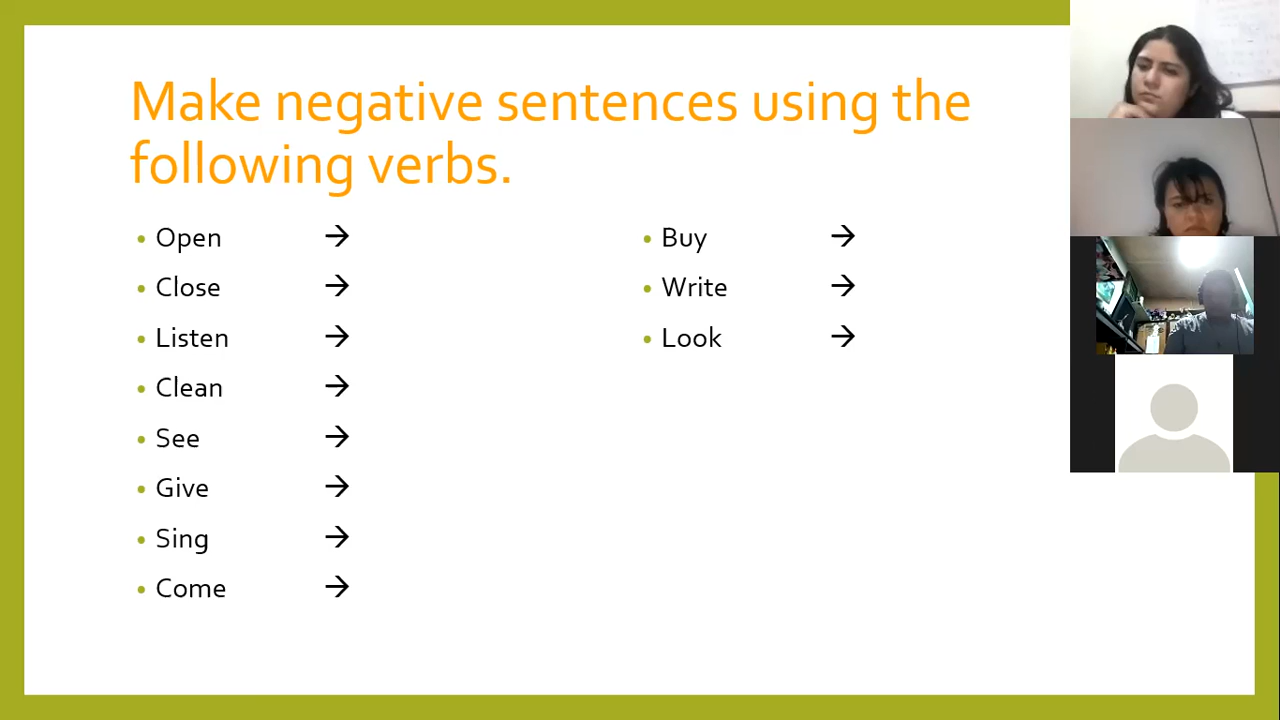 Make negative sentences using the
following verbs.
• Open →
• Close →
• Listen →
• Clean →
• See →
• Give →
• Sing →
• Come →
• Buy →
• Write →
• Look →